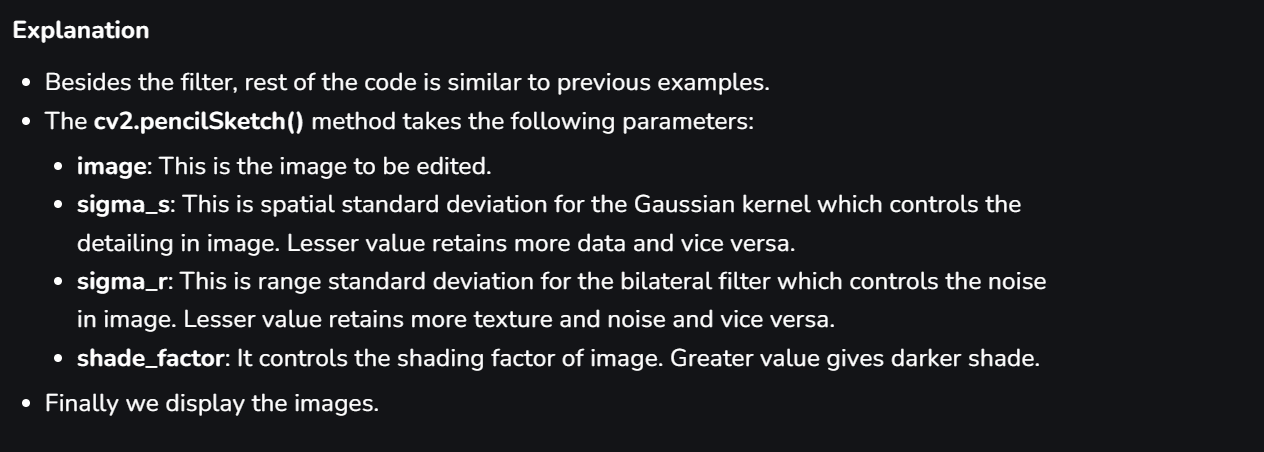 Explanation
• Besides the filter, rest of the code is similar to previous examples.
• The cv2.pencilSketch() method takes the following parameters:
• image: This is the image to be edited.
• sigma_s: This is spatial standard deviation for the Gaussian kernel which controls the
detailing in image. Lesser value retains more data and vice versa.
• sigma_r: This is range standard deviation for the bilateral filter which controls the noise
in image. Lesser value retains more texture and noise and vice versa.
• shade_factor: It controls the shading factor of image. Greater value gives darker shade.
• Finally we display the images.